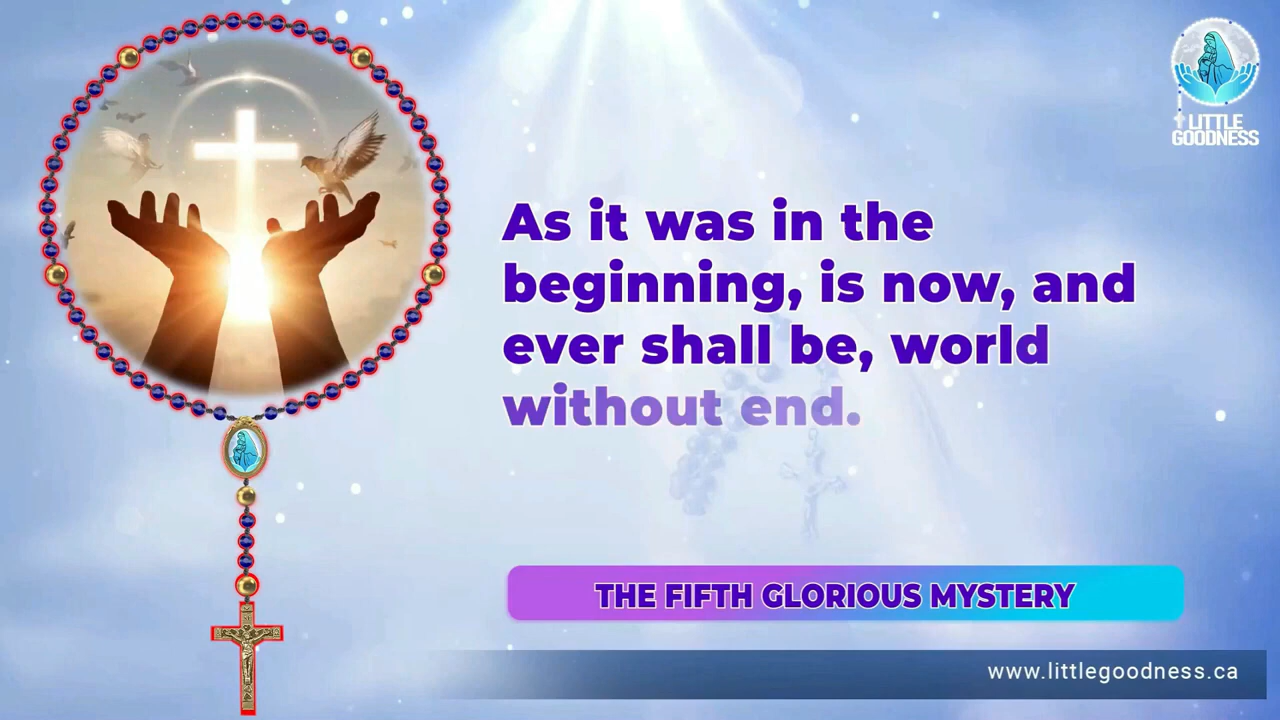 LITTLE
GOODNESS
As it was in the
beginning, is now, and
ever shall be, world
without end.
THE FIFTH GLORIOUS MYSTERY
www.littlegoodness.ca